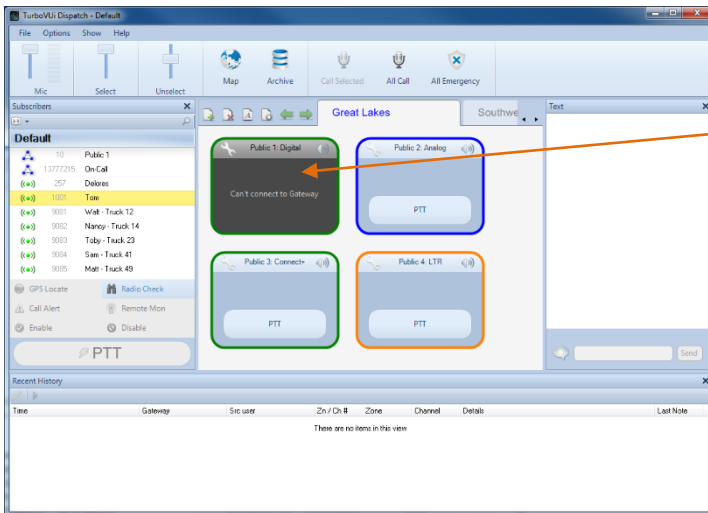 TurboVUi Dispatch - Default
File Options Show Help
Mic Select Unselect Map Archive Call Selected All Call All Emergency
Subscribers
Default
10 Public 1
13777215 On-Call
257 Delores
1001 Tom
9081 Walt - Truck 12
9082 Nancy - Truck 14
9083 Toby - Truck 23
9084 Sam - Truck 41
9085 Matt - Truck 49
GPS Locate Radio Check
Call Alert Remote Mon
Enable Disable
PTT
Great Lakes Southwe
Public 1: Digital
Can't connect to Gateway
Public 2: Analog
PTT
Public 3: Connect+
PTT
Public 4: LTR
PTT
Text
Send
Recent History
Time Gateway Src user Zn / Ch # Zone Channel Details Last Note
There are no items in this view